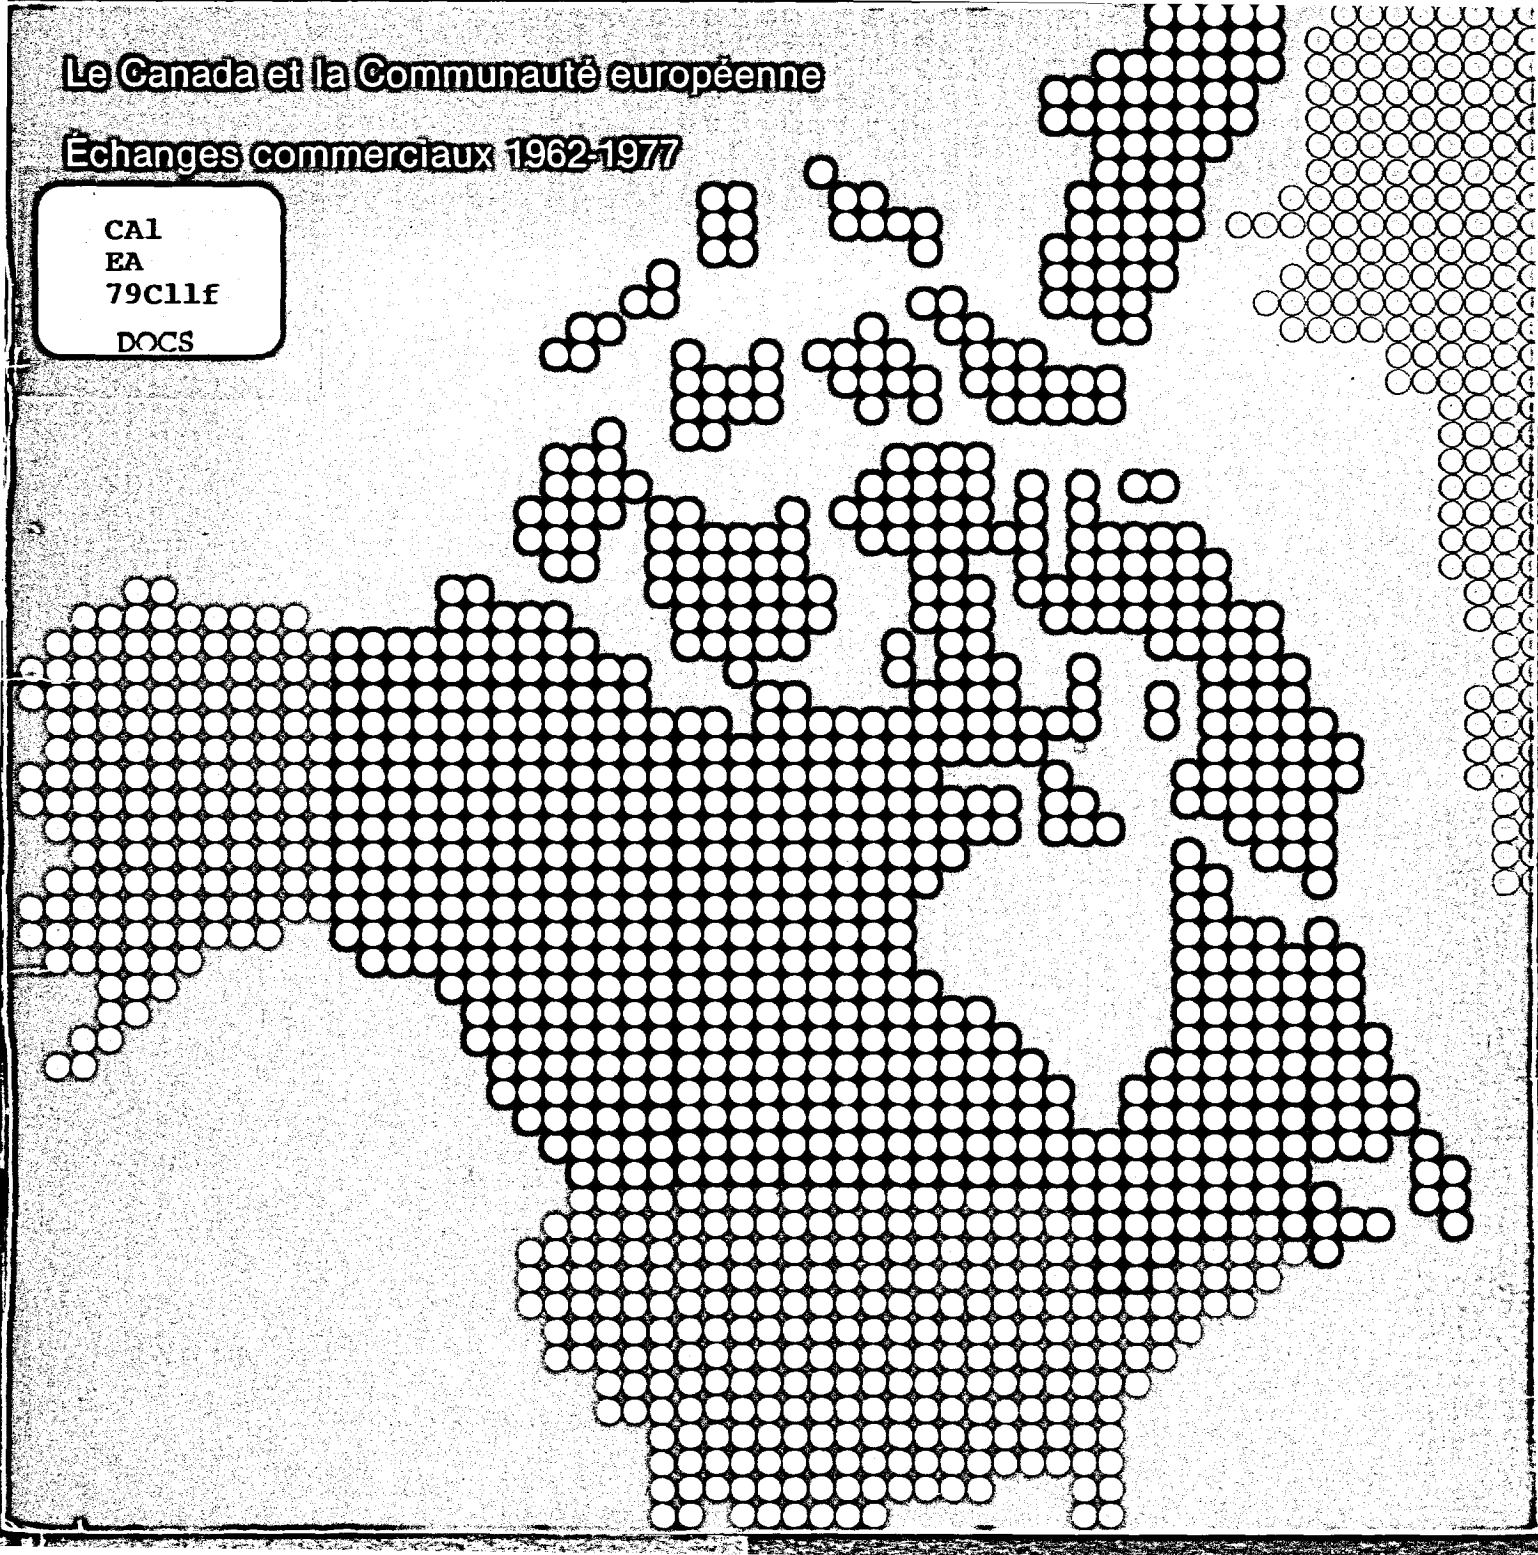 Le Canada et la Communauté européenne
Échanges commerciaux 1962-1977
CA1
EA
79C11f
DOCS